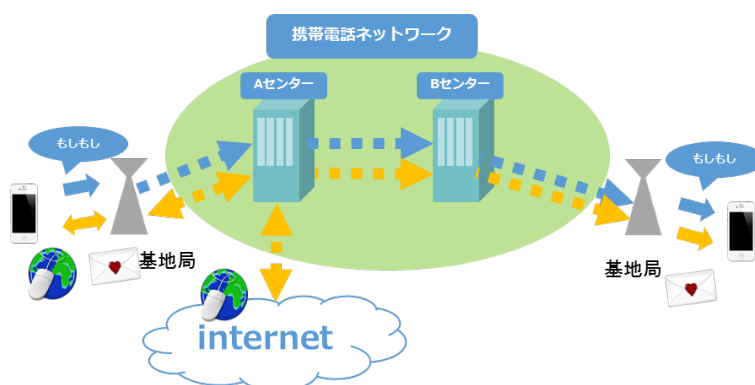 携帯電話ネットワーク
Aセンター
Bセンター
もしもし
もしもし
基地局
基地局
internet